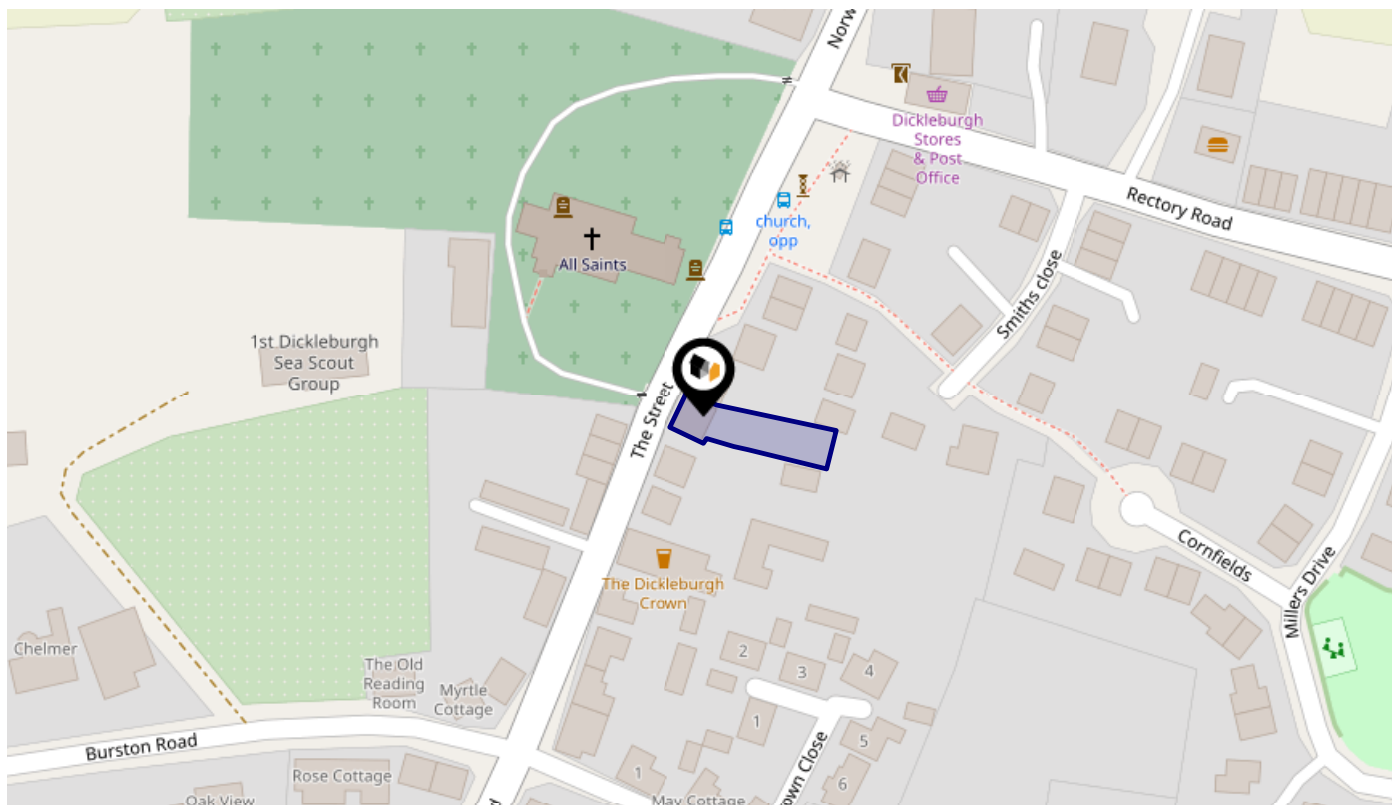 Norw
Dickleburgh
Stores
& Post
Office
Rectory Road
church,
opp
All Saints
Smiths close
1st Dickleburgh
Sea Scout
Group
The Street
Cornfields
Millers Drive
The Dickleburgh
Crown
Chelmer
The Old
Reading
Room
Myrtle
Cottage
2
3
4
1
5
6
own Close
Burston Road
Rose Cottage
1
Oak View
May Cottage
d